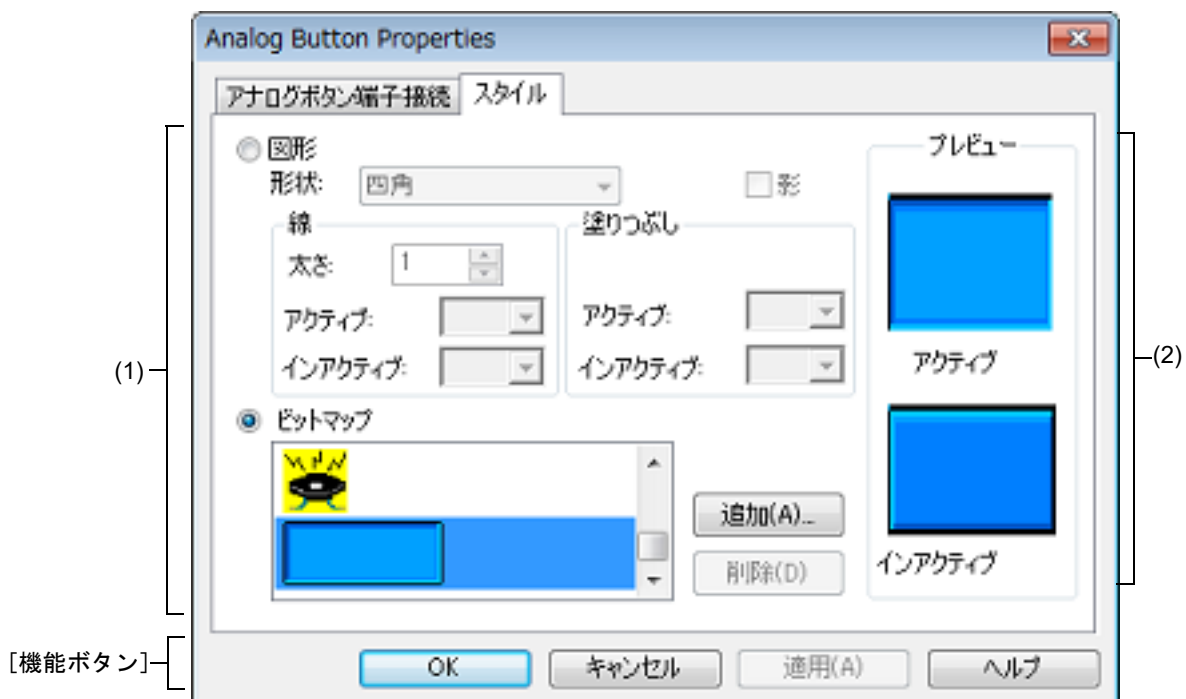 Analog Button Properties
アナログボタン端子接続 スタイル
図形
形状: 四角 影
線
太さ: 1
アクティブ:
インアクティブ:
塗りつぶし
アクティブ:
インアクティブ:
ビットマップ
追加(A)...
削除(D)
プレビュー
アクティブ
インアクティブ
(1)
(2)
[機能ボタン]
OK キャンセル 適用(A) ヘルプ